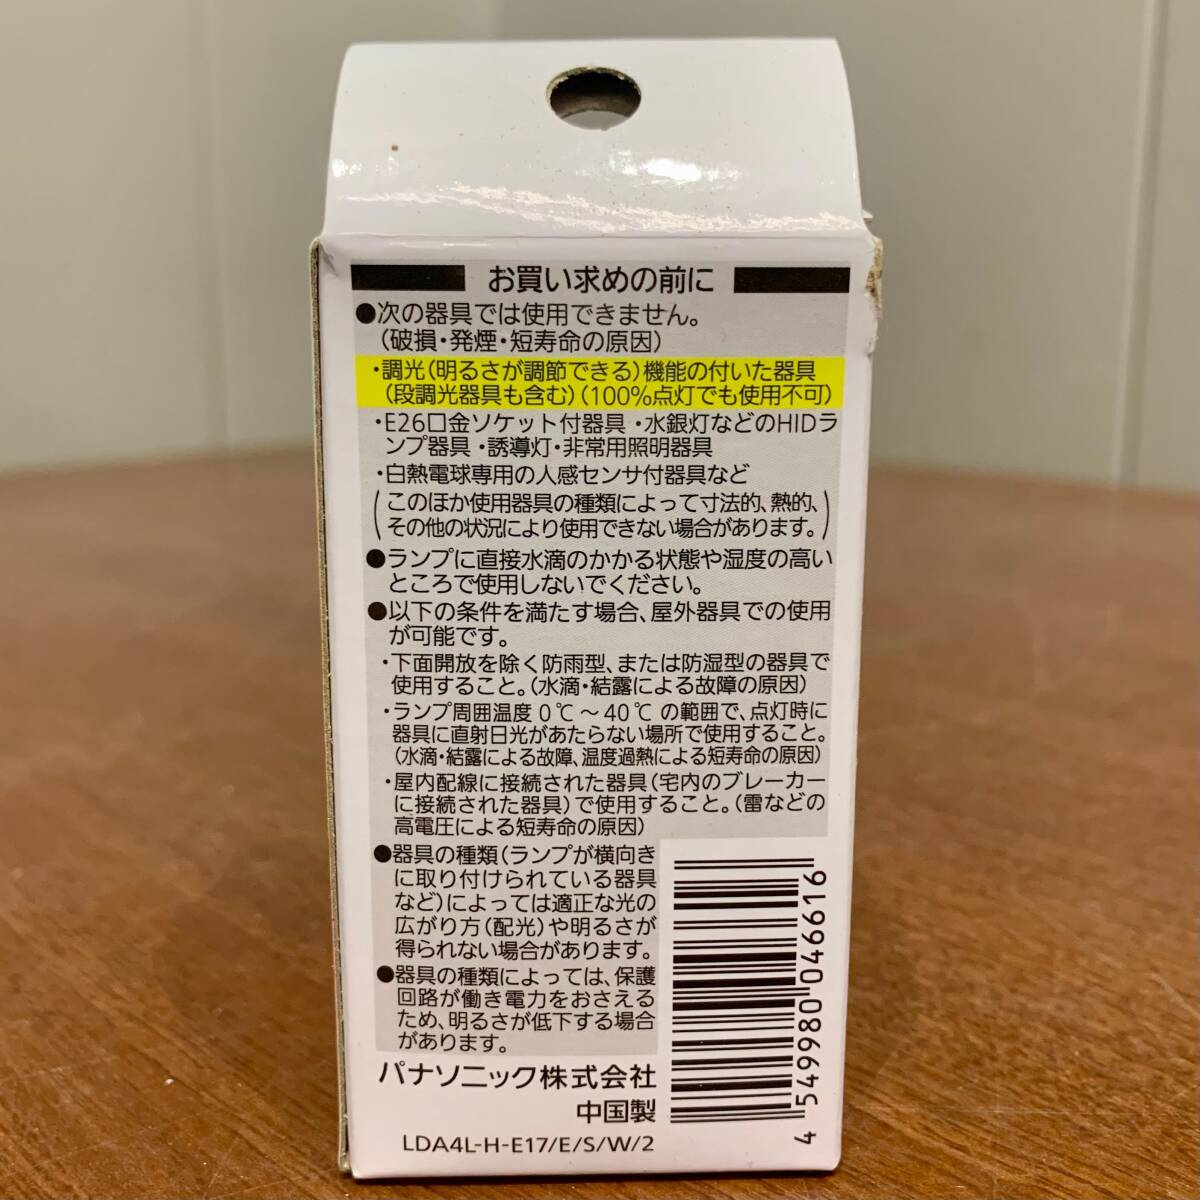 お買い求めの前に
●次の器具では使用できません。
(破損・発煙・短寿命の原因)
・調光(明るさが調節できる)機能の付いた器具
(段調光器具も含む)(100%点灯でも使用不可)
・E26口金ソケット付器具・水銀灯などのHIDラ
ンプ器具・誘導灯・非常用照明器具
・白熱電球専用の人感センサ付器具など
(このほか使用器具の種類によって寸法的、熱的、
その他の状況により使用できない場合があります。)
●ランプに直接水滴のかかる状態や湿度の高い
ところで使用しないでください。
●以下の条件を満たす場合、屋外器具での使用
が可能です。
・下面開放を除く防雨型、または防湿型の器具で
使用すること。(水滴・結露による故障の原因)
・ランプ周囲温度0℃～40℃の範囲で、点灯時に
器具に直射日光があたらない場所で使用すること。
(水滴・結露による故障、温度過熱による短寿命の原因)
・屋内配線に接続された器具(宅内のブレーカー
に接続された器具)で使用すること。(雷などの
高電圧による短寿命の原因)
●器具の種類(ランプが横向き
に取り付けられている器具
など)によっては適正な光の
広がり方(配光)や明るさが
得られない場合があります。
●器具の種類によっては、保護
回路が働き電力をおさえる
ため、明るさが低下する場合
があります。
パナソニック株式会社
中国製
LDA4L-H-E17/E/S/W/2
4 549980 046616